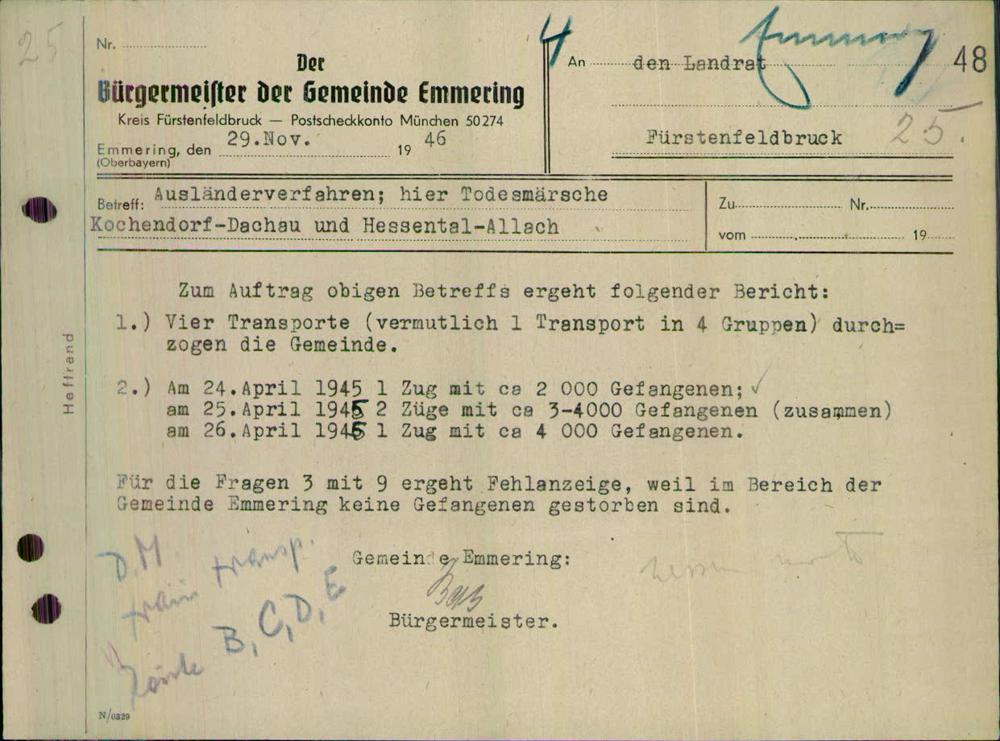 25
Nr.
4
48
Der
An den Landrat
Bürgermeister der Gemeinde Emmering
Kreis Fürstenfeldbruck — Postscheckkonto München 50274
Fürstenfeldbruck
25.
Emmering, den 29.Nov. 19 46
(Oberbayern)
Betreff: Ausländerverfahren; hier Todesmärsche
Kochendorf-Dachau und Hessental-Allach
Zu Nr.
vom 19
Heftrand
Zum Auftrag obigen Betreffs ergeht folgender Bericht:
1.) Vier Transporte (vermutlich 1 Transport in 4 Gruppen) durch=
zogen die Gemeinde.
2.) Am 24.April 1945 1 Zug mit ca 2 000 Gefangenen;
am 25.April 1945 2 Züge mit ca 3-4000 Gefangenen (zusammen)
am 26.April 1945 1 Zug mit ca 4 000 Gefangenen.
Für die Fragen 3 mit 9 ergeht Fehlanzeige, weil im Bereich der
Gemeinde Emmering keine Gefangenen gestorben sind.
Gemeinde Emmering:
Bürgermeister.
D.M.
transp.
B, C, D, E
N/0329